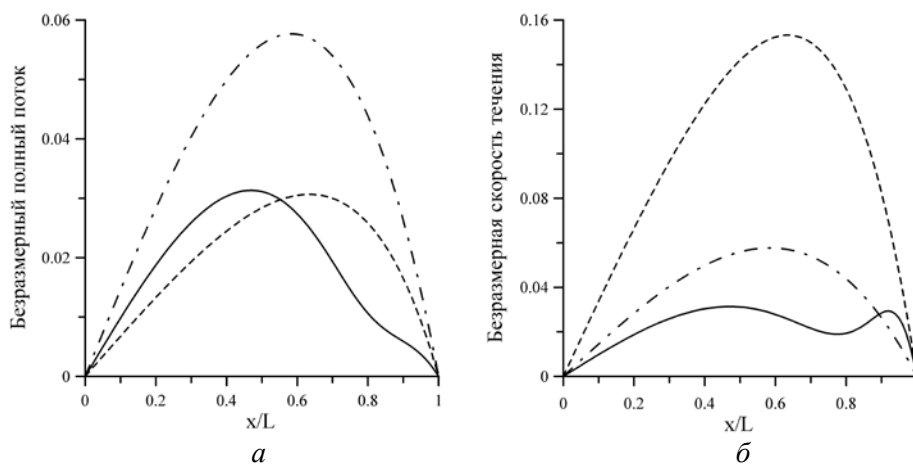 Безразмерный полный поток
0.06
0.04
0.02
0
0 0.2 0.4 0.6 0.8 1
x/L
а
Безразмерная скорость течения
0.16
0.12
0.08
0.04
0
0 0.2 0.4 0.6 0.8
x/L
б